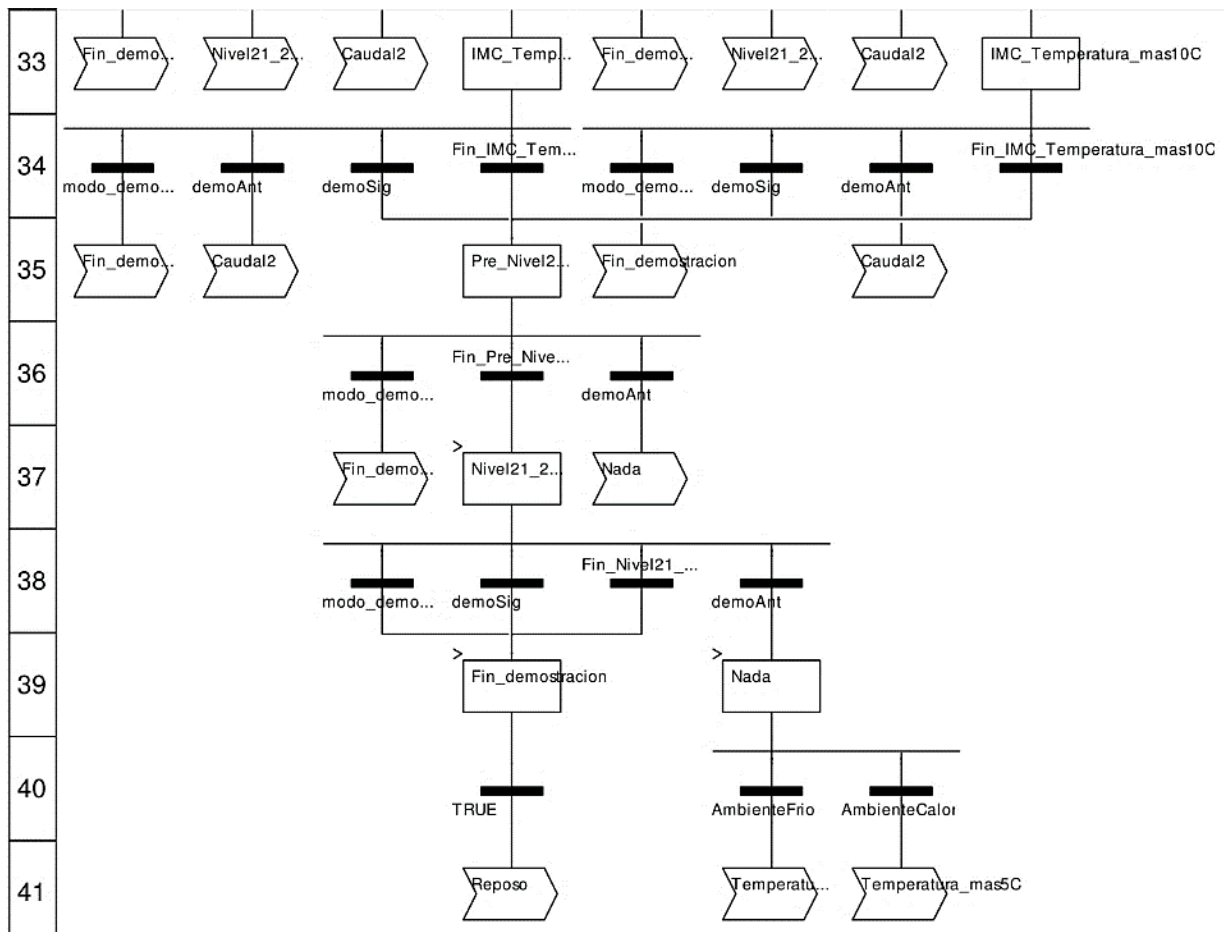 33
Fin_demo...
Nivel21_2...
Caudal2
IMC_Temp...
Fin_demo...
Nivel21_2...
Caudal2
IMC_Temperatura_mas10C
34
Fin_IMC_Tem...
Fin_IMC_Temperatura_mas10C
modo_demo...
demoAnt
demoSig
modo_demo...
demoSig
demoAnt
35
Fin_demo...
Caudal2
Pre_Nivel2...
Fin_demostracion
Caudal2
36
Fin_Pre_Nive...
modo_demo...
demoAnt
37
>
Fin_demo...
Nivel21_2...
Nada
38
Fin_Nivel21_...
modo_demo...
demoSig
demoAnt
39
>
>
Fin_demostracion
Nada
40
TRUE
AmbienteFrio
AmbienteCalor
41
Reposo
Temperatu...
Temperatura_mas5C